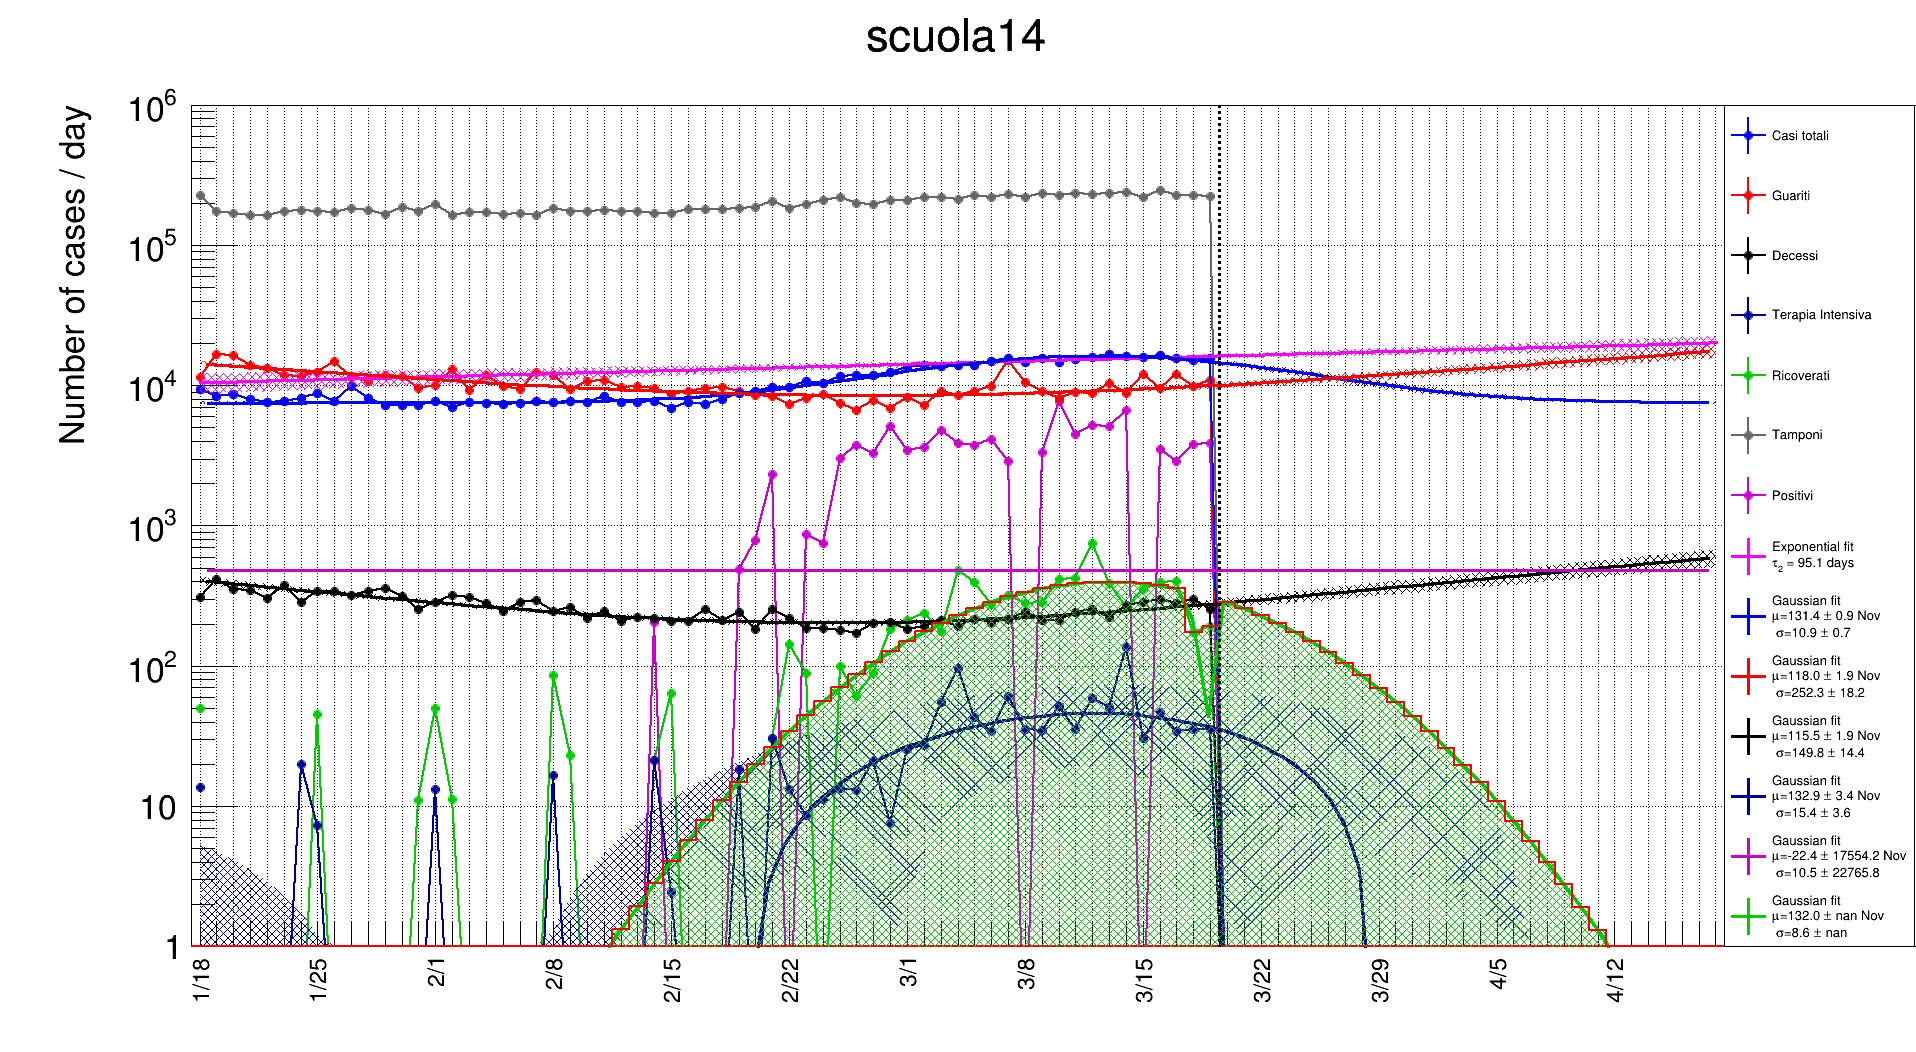 scuola14
Number of cases / day
10^6
10^5
10^4
10^3
10^2
10
1
1/18
1/25
2/1
2/8
2/15
2/22
3/1
3/8
3/15
3/22
3/29
4/5
4/12
Casi totali
Guariti
Decessi
Terapia Intensiva
Ricoverati
Tamponi
Positivi
Exponential fit
τ_2 = 95.1 days
Gaussian fit
μ=131.4 ± 0.9 Nov
σ=10.9 ± 0.7
Gaussian fit
μ=118.0 ± 1.9 Nov
σ=252.3 ± 18.2
Gaussian fit
μ=115.5 ± 1.9 Nov
σ=149.8 ± 14.4
Gaussian fit
μ=132.9 ± 3.4 Nov
σ=15.4 ± 3.6
Gaussian fit
μ=-22.4 ± 17554.2 Nov
σ=10.5 ± 22765.8
Gaussian fit
μ=132.0 ± nan Nov
σ=8.6 ± nan